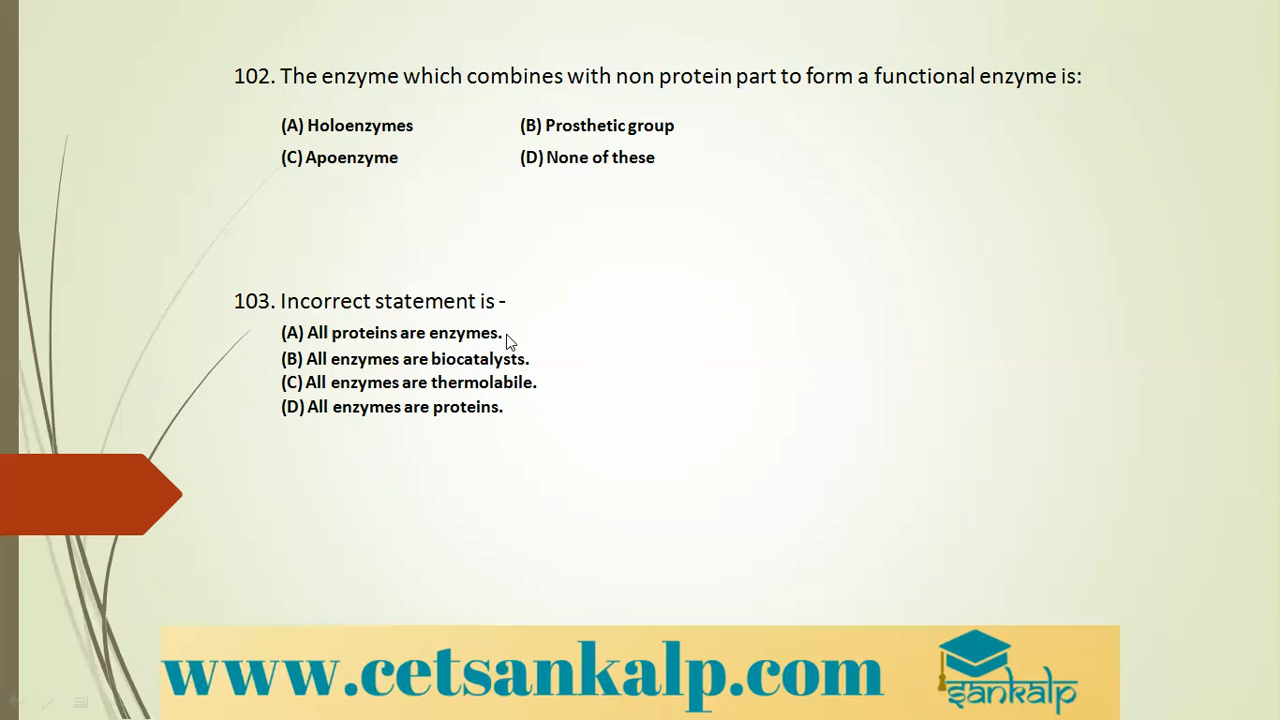 102. The enzyme which combines with non protein part to form a functional enzyme is:
(A) Holoenzymes (B) Prosthetic group
(C) Apoenzyme (D) None of these
103. Incorrect statement is -
(A) All proteins are enzymes.
(B) All enzymes are biocatalysts.
(C) All enzymes are thermolabile.
(D) All enzymes are proteins.
www.cetsankalp.com
संkalp